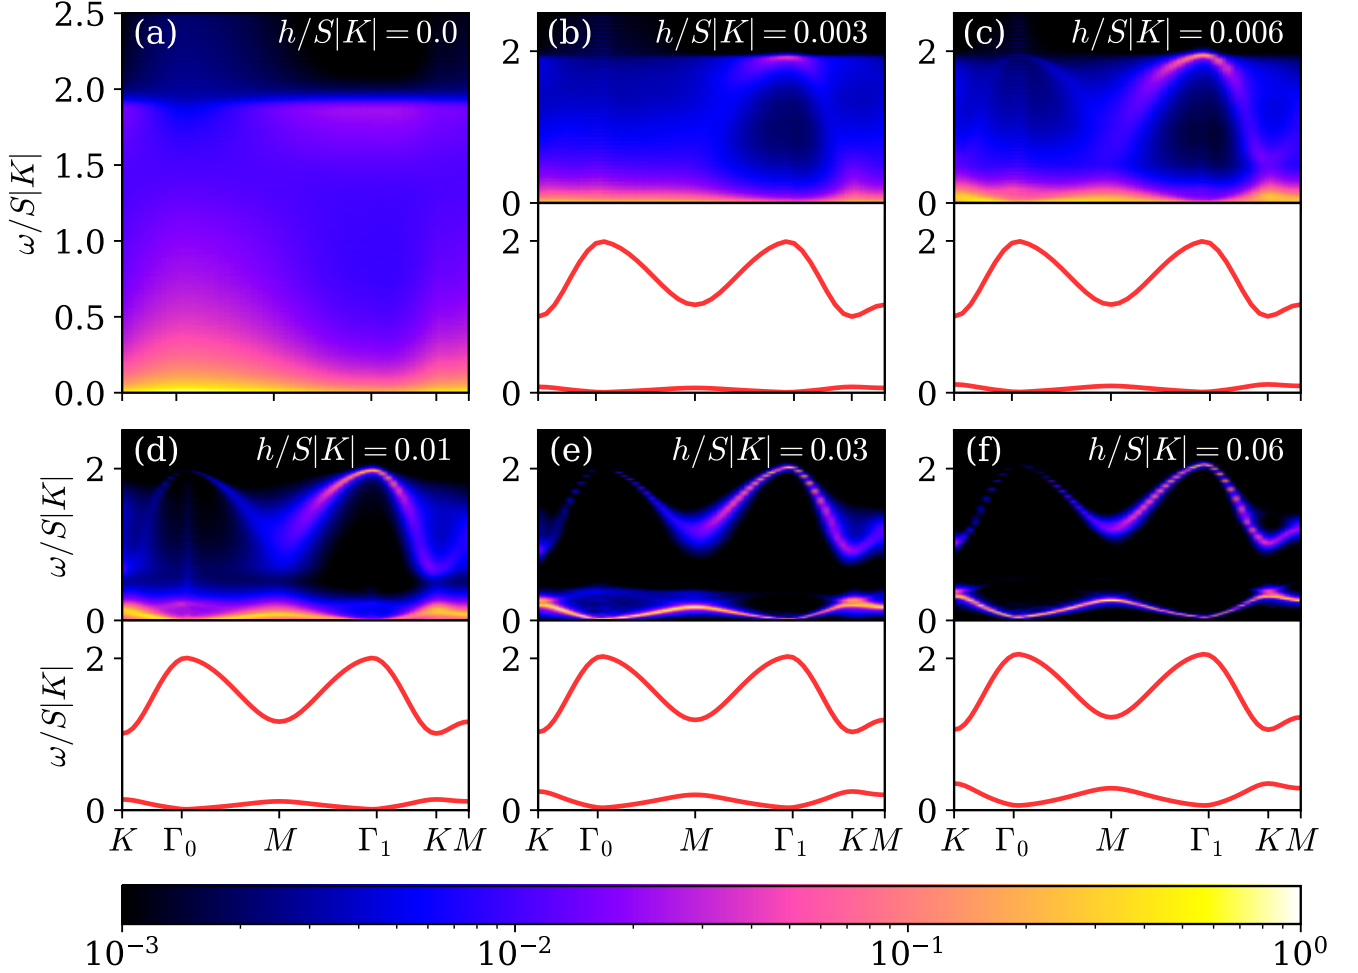 (a) h/S|K| = 0.0
(b) h/S|K| = 0.003
(c) h/S|K| = 0.006
ω/S|K|
2.5
2.0
1.5
1.0
0.5
0.0
2
0
2
0
2
0
2
0
(d) h/S|K| = 0.01
(e) h/S|K| = 0.03
(f) h/S|K| = 0.06
ω/S|K|
2
0
2
0
2
0
ω/S|K|
2
0
2
0
2
0
K Γ₀ M Γ₁ K M
K Γ₀ M Γ₁ K M
K Γ₀ M Γ₁ K M
10⁻³ 10⁻² 10⁻¹ 10⁰